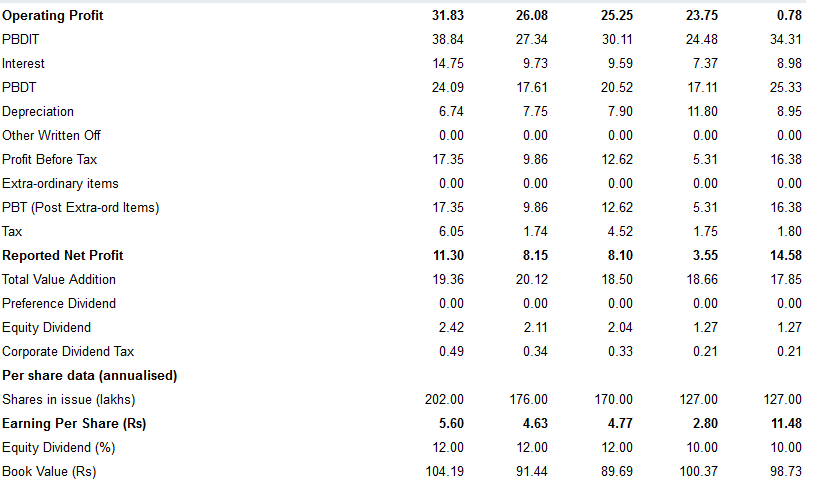 Operating Profit 31.83 26.08 25.25 23.75 0.78
PBDIT 38.84 27.34 30.11 24.48 34.31
Interest 14.75 9.73 9.59 7.37 8.98
PBDT 24.09 17.61 20.52 17.11 25.33
Depreciation 6.74 7.75 7.90 11.80 8.95
Other Written Off 0.00 0.00 0.00 0.00 0.00
Profit Before Tax 17.35 9.86 12.62 5.31 16.38
Extra-ordinary items 0.00 0.00 0.00 0.00 0.00
PBT (Post Extra-ord Items) 17.35 9.86 12.62 5.31 16.38
Tax 6.05 1.74 4.52 1.75 1.80
Reported Net Profit 11.30 8.15 8.10 3.55 14.58
Total Value Addition 19.36 20.12 18.50 18.66 17.85
Preference Dividend 0.00 0.00 0.00 0.00 0.00
Equity Dividend 2.42 2.11 2.04 1.27 1.27
Corporate Dividend Tax 0.49 0.34 0.33 0.21 0.21
Per share data (annualised)
Shares in issue (lakhs) 202.00 176.00 170.00 127.00 127.00
Earning Per Share (Rs) 5.60 4.63 4.77 2.80 11.48
Equity Dividend (%) 12.00 12.00 12.00 10.00 10.00
Book Value (Rs) 104.19 91.44 89.69 100.37 98.73